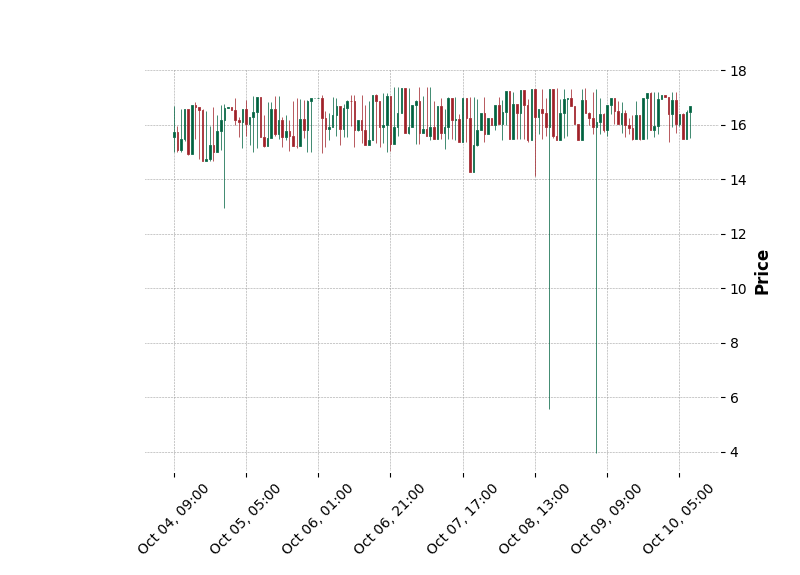 18
16
14
12
10
8
6
4
Price
Oct 04, 09:00
Oct 05, 05:00
Oct 06, 01:00
Oct 06, 21:00
Oct 07, 17:00
Oct 08, 13:00
Oct 09, 09:00
Oct 10, 05:00